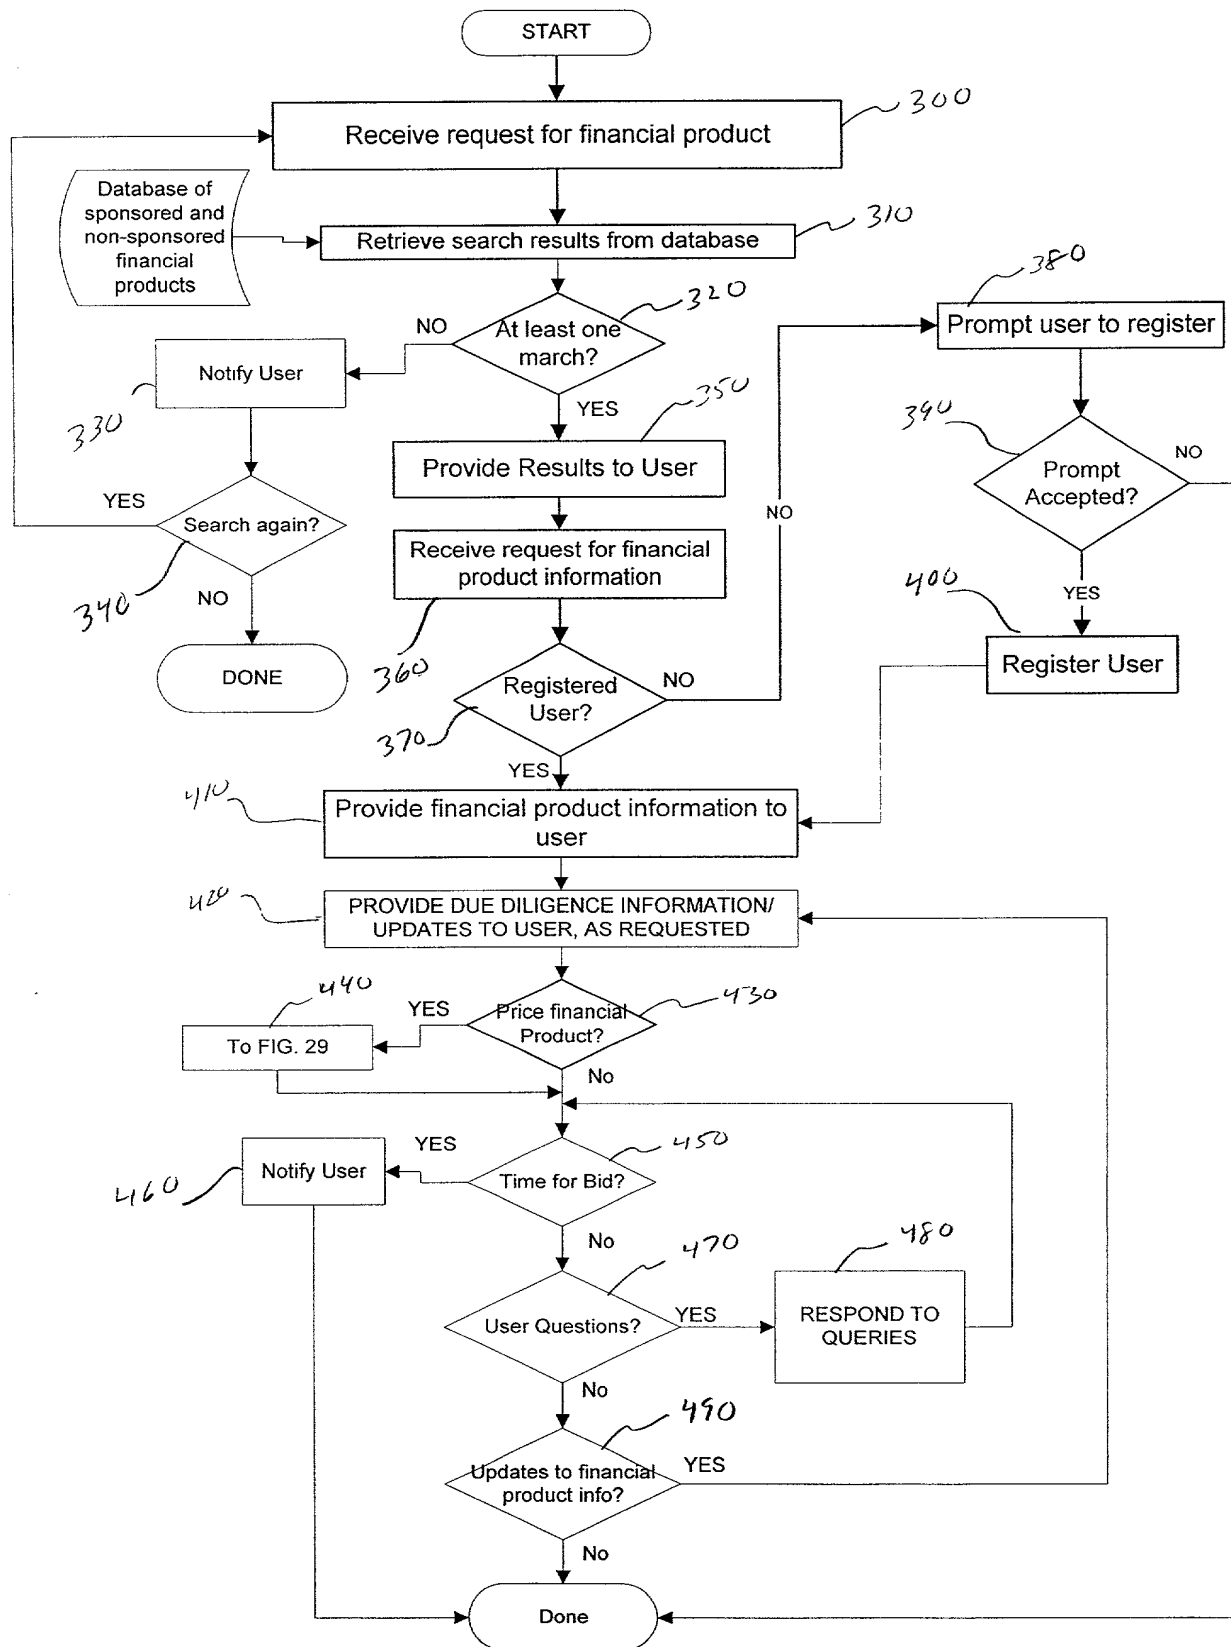 START
300
Receive request for financial product
Database of
sponsored and
non-sponsored
financial
products
310
Retrieve search results from database
380
Prompt user to register
320
At least one
march?
NO
YES
Notify User
330
350
Provide Results to User
390
Prompt
Accepted?
NO
YES
YES
Search again?
340
NO
DONE
Receive request for financial
product information
360
NO
400
Register User
Registered
User?
NO
370
YES
410
Provide financial product information to
user
420
PROVIDE DUE DILIGENCE INFORMATION/
UPDATES TO USER, AS REQUESTED
440
YES
Price financial
Product?
430
To FIG. 29
No
YES
450
Time for Bid?
Notify User
460
No
470
480
User Questions?
YES
RESPOND TO
QUERIES
No
490
Updates to financial
product info?
YES
No
Done